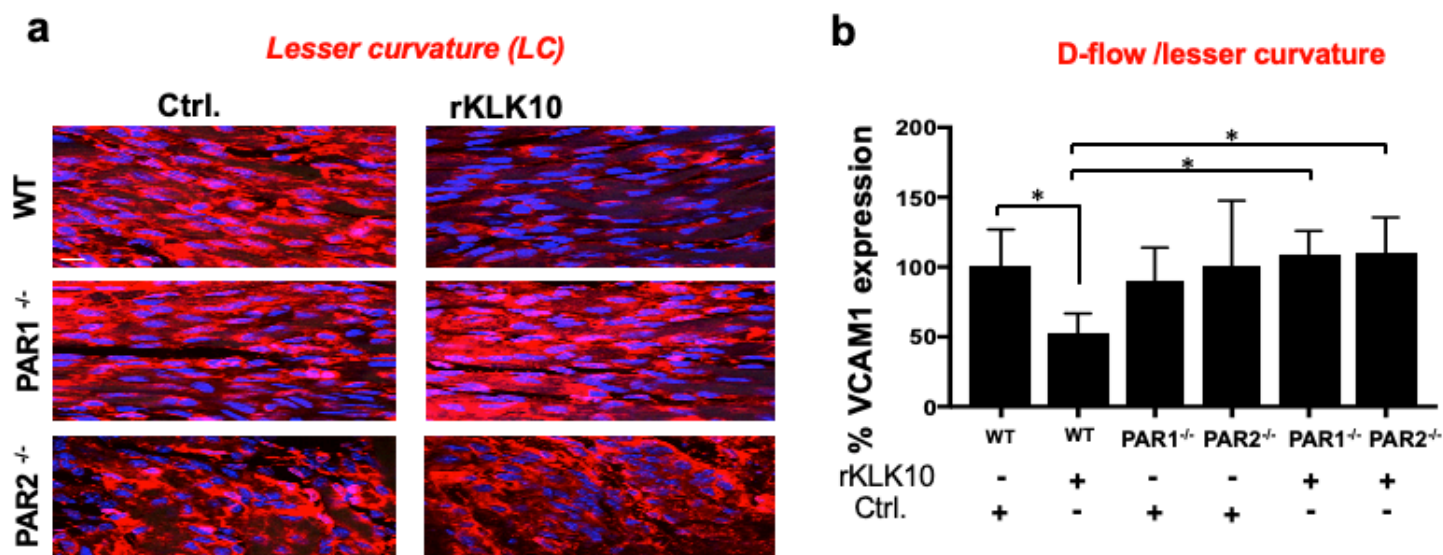 a
Lesser curvature (LC)
Ctrl. rKLK10
WT
PAR1 -/-
PAR2 -/-
b
D-flow /lesser curvature
% VCAM1 expression
200
150
100
50
0
*
*
*
WT WT PAR1-/- PAR2-/- PAR1-/- PAR2-/-
rKLK10 - + - - + +
Ctrl. + - + + - -